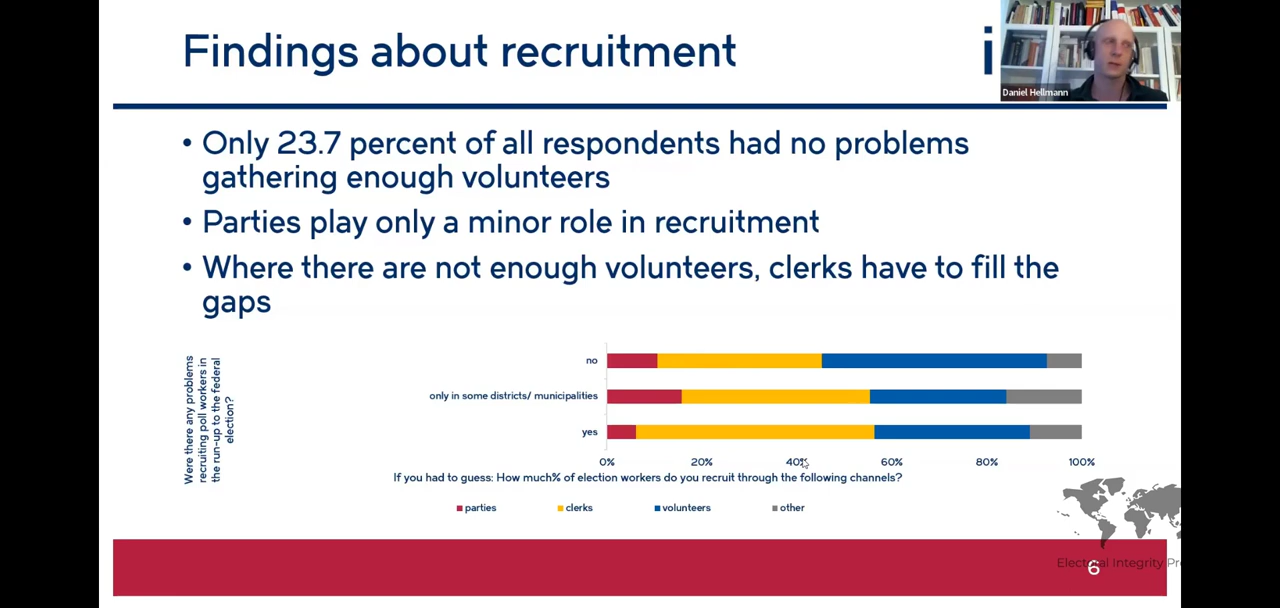 Findings about recruitment
i
Daniel Hellmann
• Only 23.7 percent of all respondents had no problems
gathering enough volunteers
• Parties play only a minor role in recruitment
• Where there are not enough volunteers, clerks have to fill the
gaps
Were there any problems
recruiting poll workers in
the run-up to the federal
election?
no
only in some districts/ municipalities
yes
0% 20% 40% 60% 80% 100%
If you had to guess: How much% of election workers do you recruit through the following channels?
parties clerks volunteers other
Electoral Integrity Pr
6